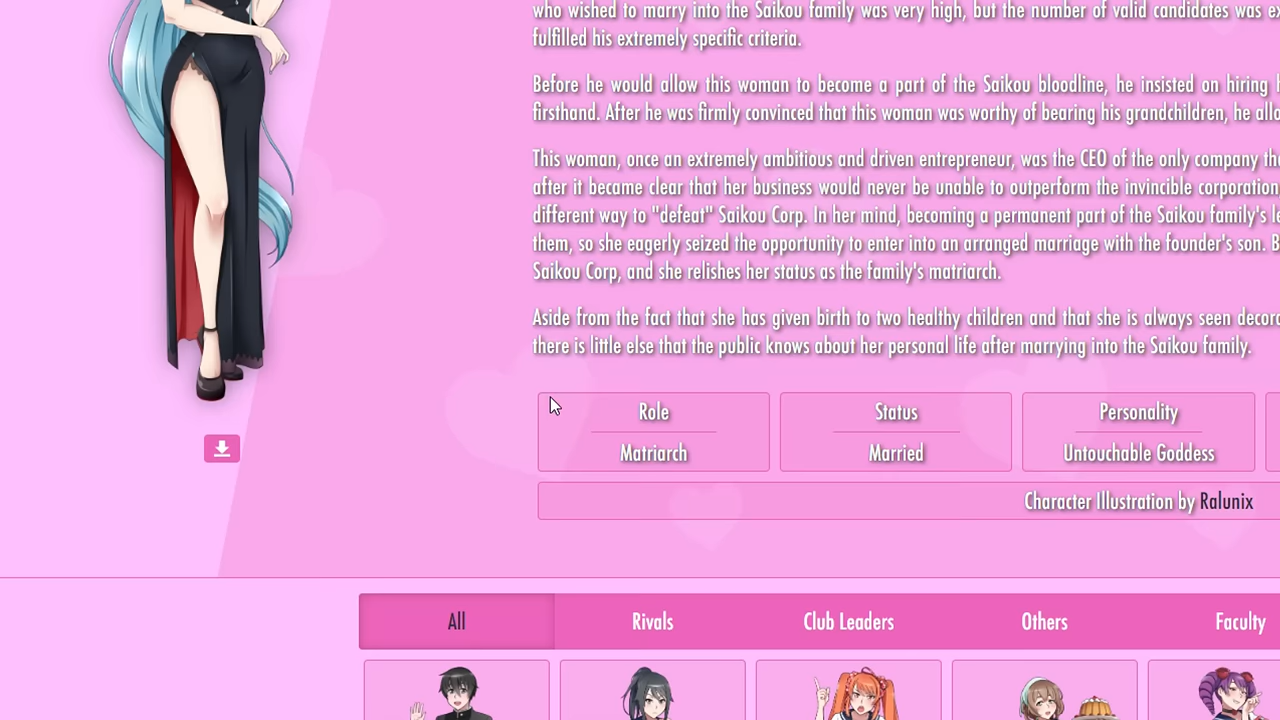 who wished to marry into the Saikou family was very high, but the number of valid candidates was
fulfilled his extremely specific criteria.
Before he would allow this woman to become a part of the Saikou bloodline, he insisted on hiring
firsthand. After he was firmly convinced that this woman was worthy of bearing his grandchildren, he
This woman, once an extremely ambitious and driven entrepreneur, was the CEO of the only company
after it became clear that her business would never be unable to outperform the invincible corporation
different way to "defeat" Saikou Corp. In her mind, becoming a permanent part of the Saikou family's
them, so she eagerly seized the opportunity to enter into an arranged marriage with the founder's son.
Saikou Corp, and she relishes her status as the family's matriarch.
Aside from the fact that she has given birth to two healthy children and that she is always seen
there is little else that the public knows about her personal life after marrying into the Saikou family.
Role
Matriarch
Status
Married
Personality
Untouchable Goddess
Character Illustration by Ralunix
All
Rivals
Club Leaders
Others
Faculty